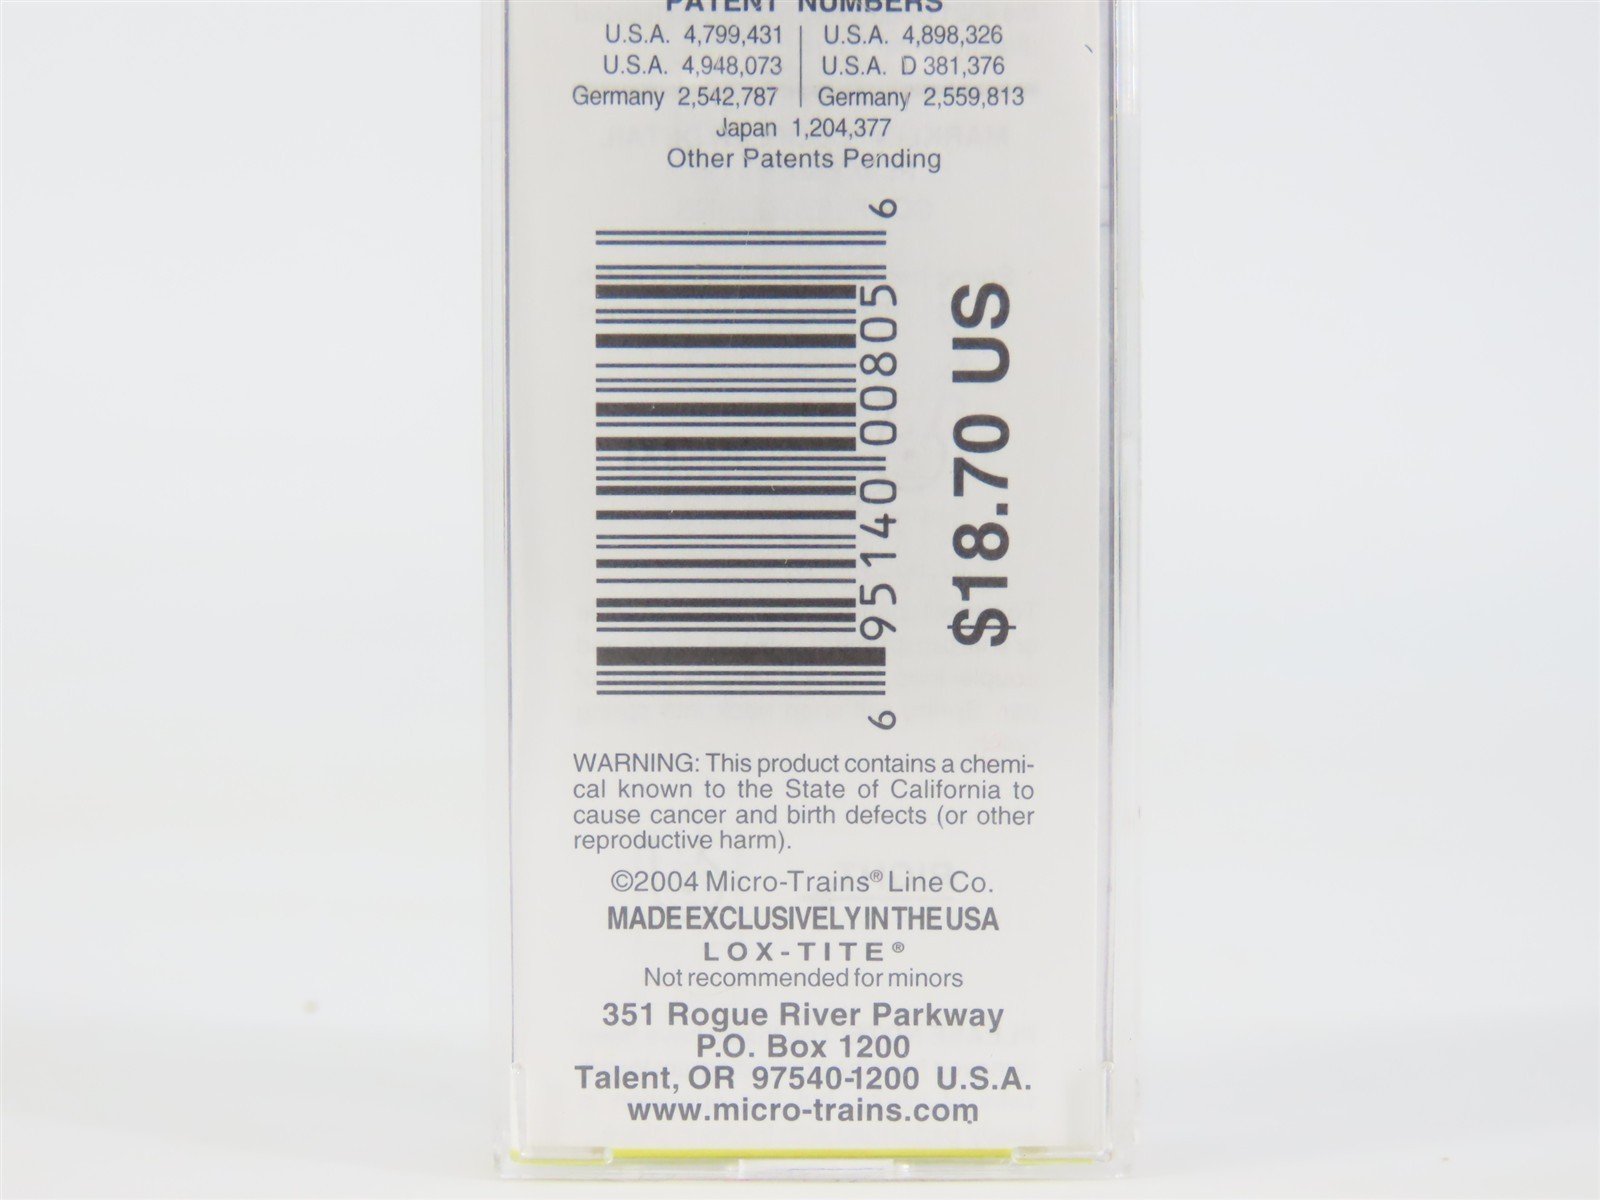 PATENT NUMBERS
U.S.A. 4,799,431 | U.S.A. 4,898,326
U.S.A. 4,948,073 | U.S.A. D 381,376
Germany 2,542,787 | Germany 2,559,813
Japan 1,204,377
Other Patents Pending
6 95140 00805 6
$18.70 US
WARNING: This product contains a chemi-
cal known to the State of California to
cause cancer and birth defects (or other
reproductive harm).
©2004 Micro-Trains® Line Co.
MADE EXCLUSIVELY IN THE USA
LOX-TITE®
Not recommended for minors
351 Rogue River Parkway
P.O. Box 1200
Talent, OR 97540-1200 U.S.A.
www.micro-trains.com